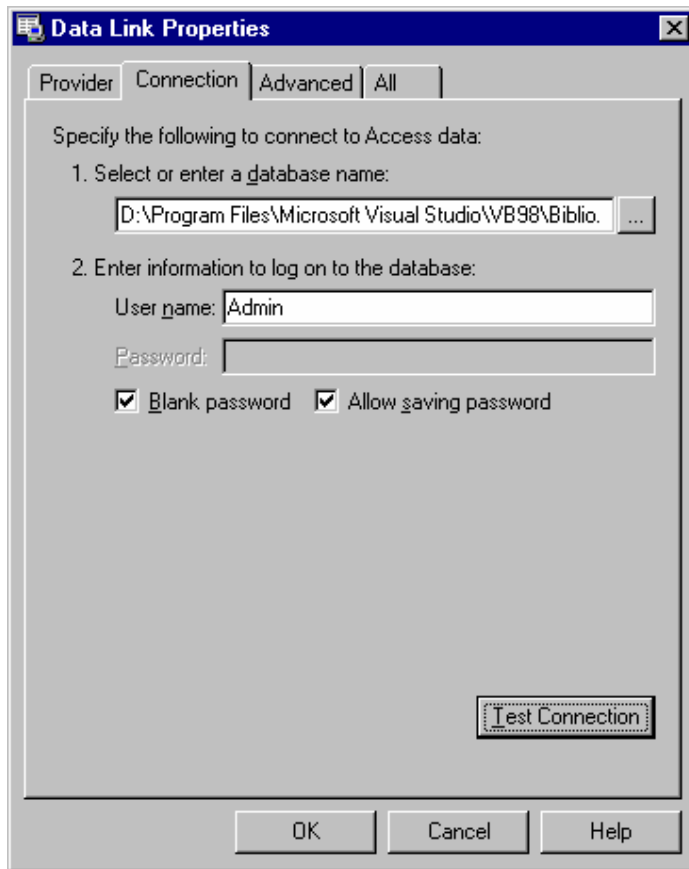 Data Link Properties
Provider Connection Advanced All
Specify the following to connect to Access data:
1. Select or enter a database name:
D:\Program Files\Microsoft Visual Studio\VB98\Biblio. ...
2. Enter information to log on to the database:
User name: Admin
Password:
Blank password Allow saving password
Test Connection
OK Cancel Help